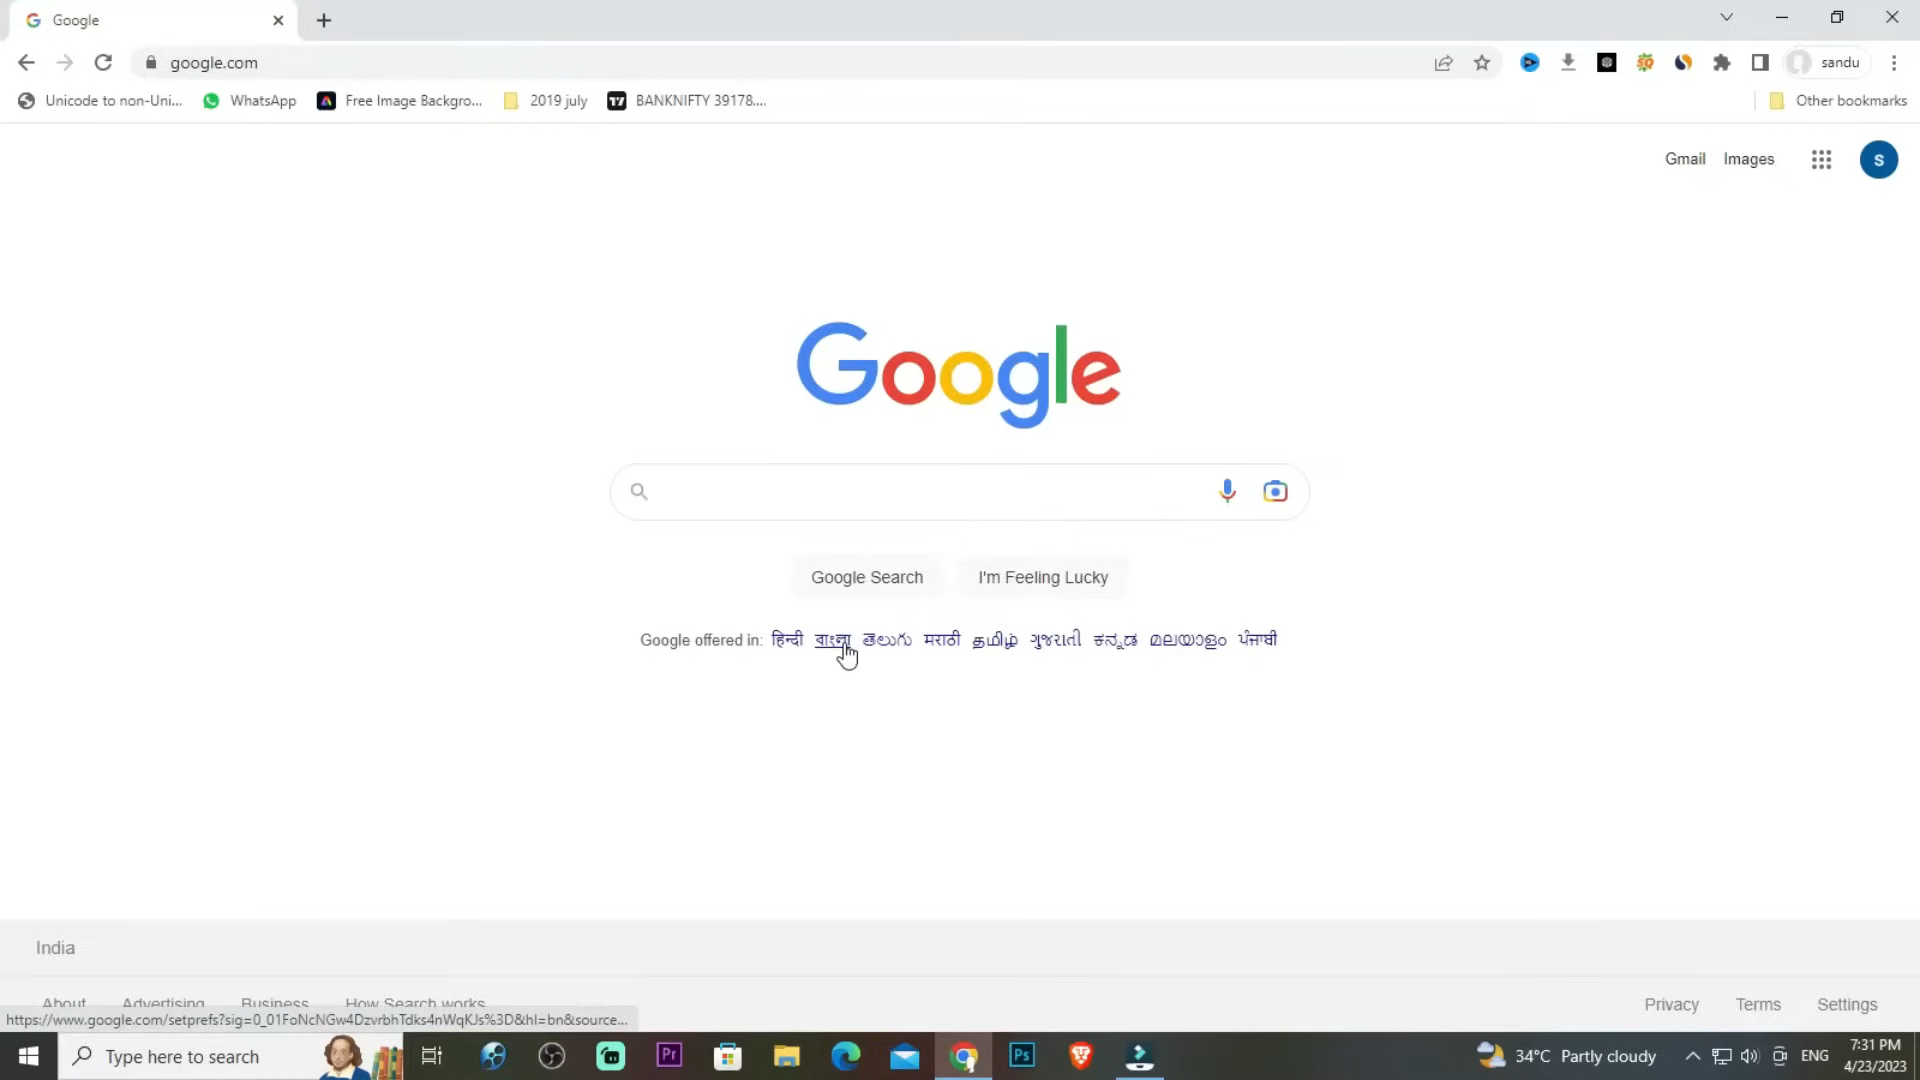 Google
google.com
sandu
Unicode to non-Uni... WhatsApp Free Image Backgro... 2019 july BANKNIFTY 39178.... Other bookmarks
Gmail Images S
Google
Google Search I'm Feeling Lucky
Google offered in: हिन्दी বাংলা తెలుగు मराठी தமிழ் ગુજરાતી ಕನ್ನಡ മലയാളം ਪੰਜਾਬੀ
India
About Advertising Business How Search works Privacy Terms Settings
https://www.google.com/setprefs?sig=0_01FoNcNGw4DzvrbhTdks4nWqKJs%3D&hl=bn&source...
Type here to search Pr Ps 34°C Partly cloudy ENG 7:31 PM
4/23/2023